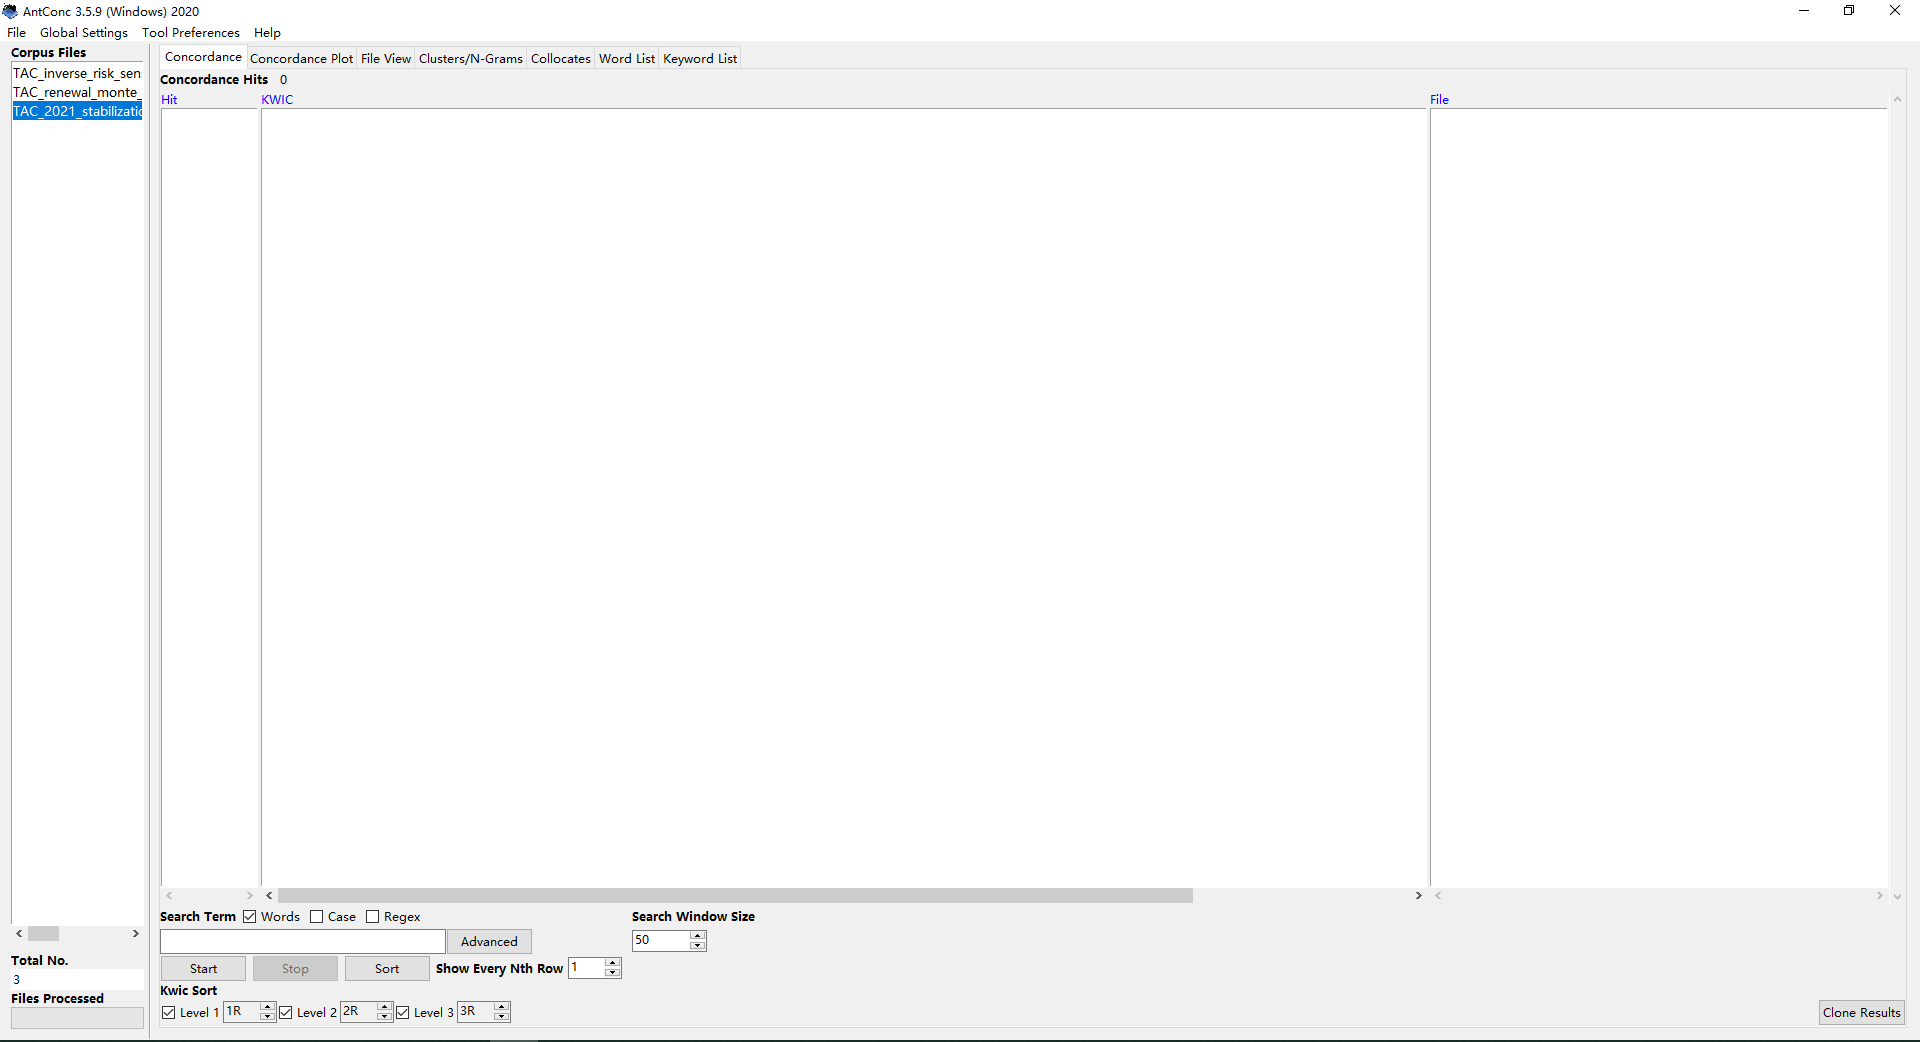 AntConc 3.5.9 (Windows) 2020
File Global Settings Tool Preferences Help
Corpus Files
TAC_inverse_risk_sen
TAC_renewal_monte_
TAC_2021_stabilizatio
Total No.
3
Files Processed
Concordance Concordance Plot File View Clusters/N-Grams Collocates Word List Keyword List
Concordance Hits 0
Hit KWIC File
Search Term Words Case Regex Search Window Size
Advanced 50
Start Stop Sort Show Every Nth Row 1
Kwic Sort
Level 1 1R Level 2 2R Level 3 3R Clone Results